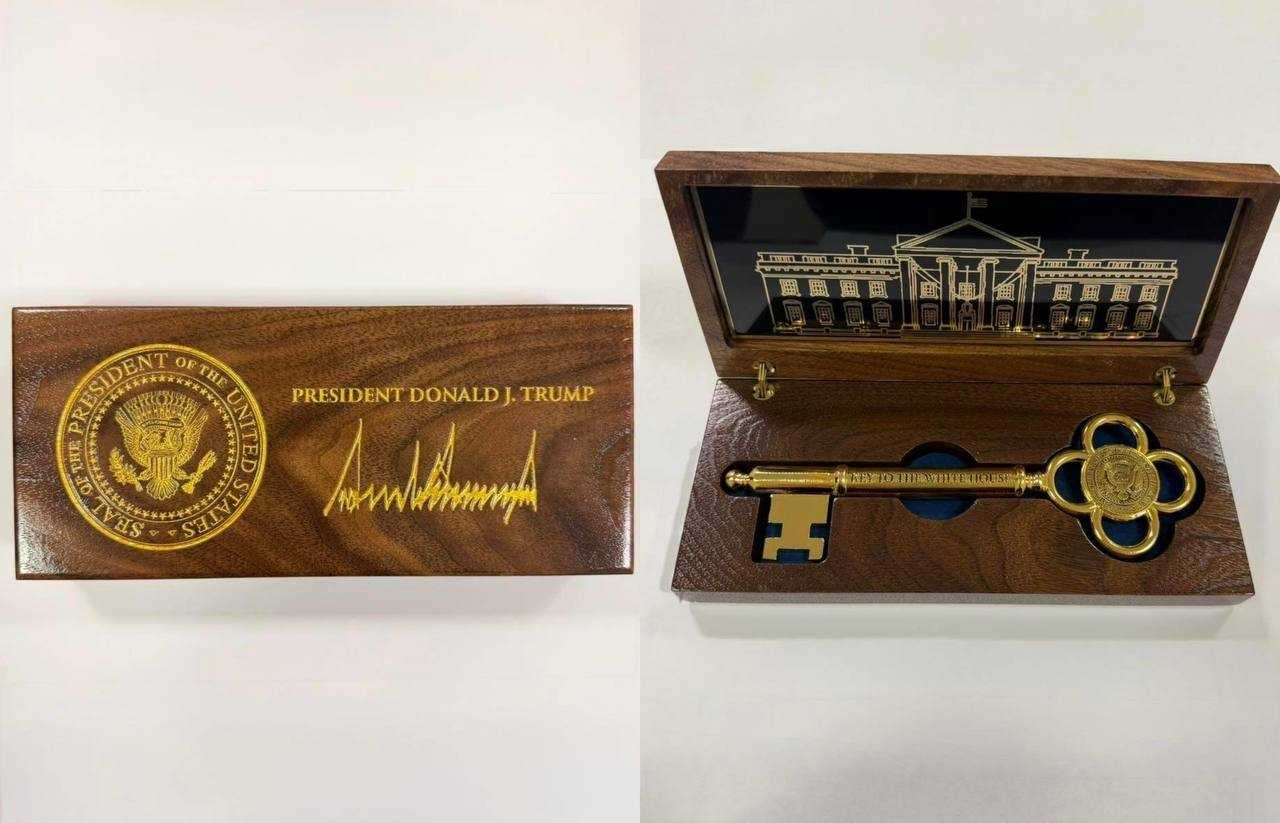 SEAL OF THE PRESIDENT OF THE UNITED STATES
PRESIDENT DONALD J. TRUMP
KEY TO THE WHITE HOUSE